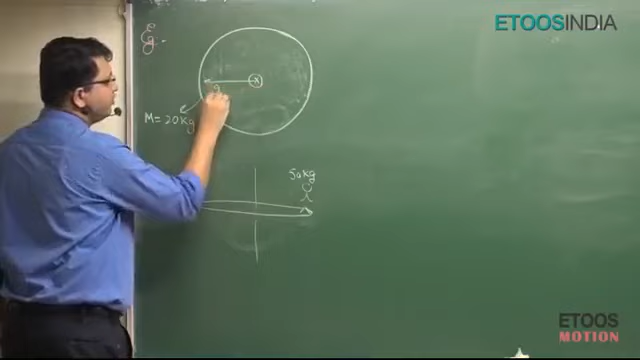 ETOOSINDIA
Eg.
M = 20 Kg
50 Kg
ETOOS
MOTION